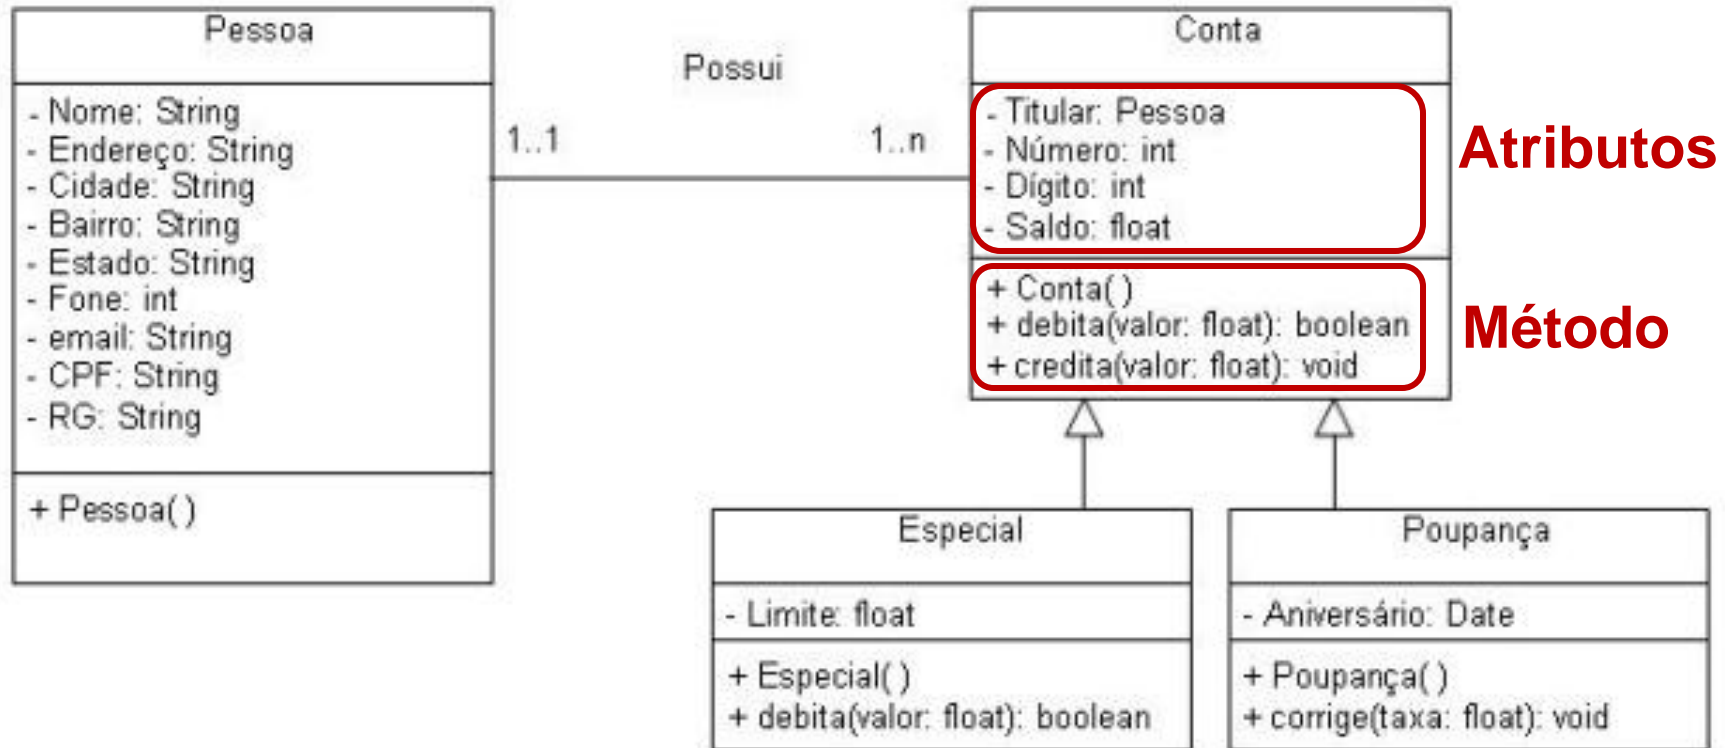 Pessoa
- Nome: String
- Endereço: String
- Cidade: String
- Bairro: String
- Estado: String
- Fone: int
- email: String
- CPF: String
- RG: String
+ Pessoa( )
Possui
1..1
1..n
Conta
- Titular: Pessoa
- Número: int
- Dígito: int
- Saldo: float
Atributos
+ Conta( )
+ debita(valor: float): boolean
+ credita(valor: float): void
Método
Especial
- Limite: float
+ Especial( )
+ debita(valor: float): boolean
Poupança
- Aniversário: Date
+ Poupança( )
+ corrige(taxa: float): void